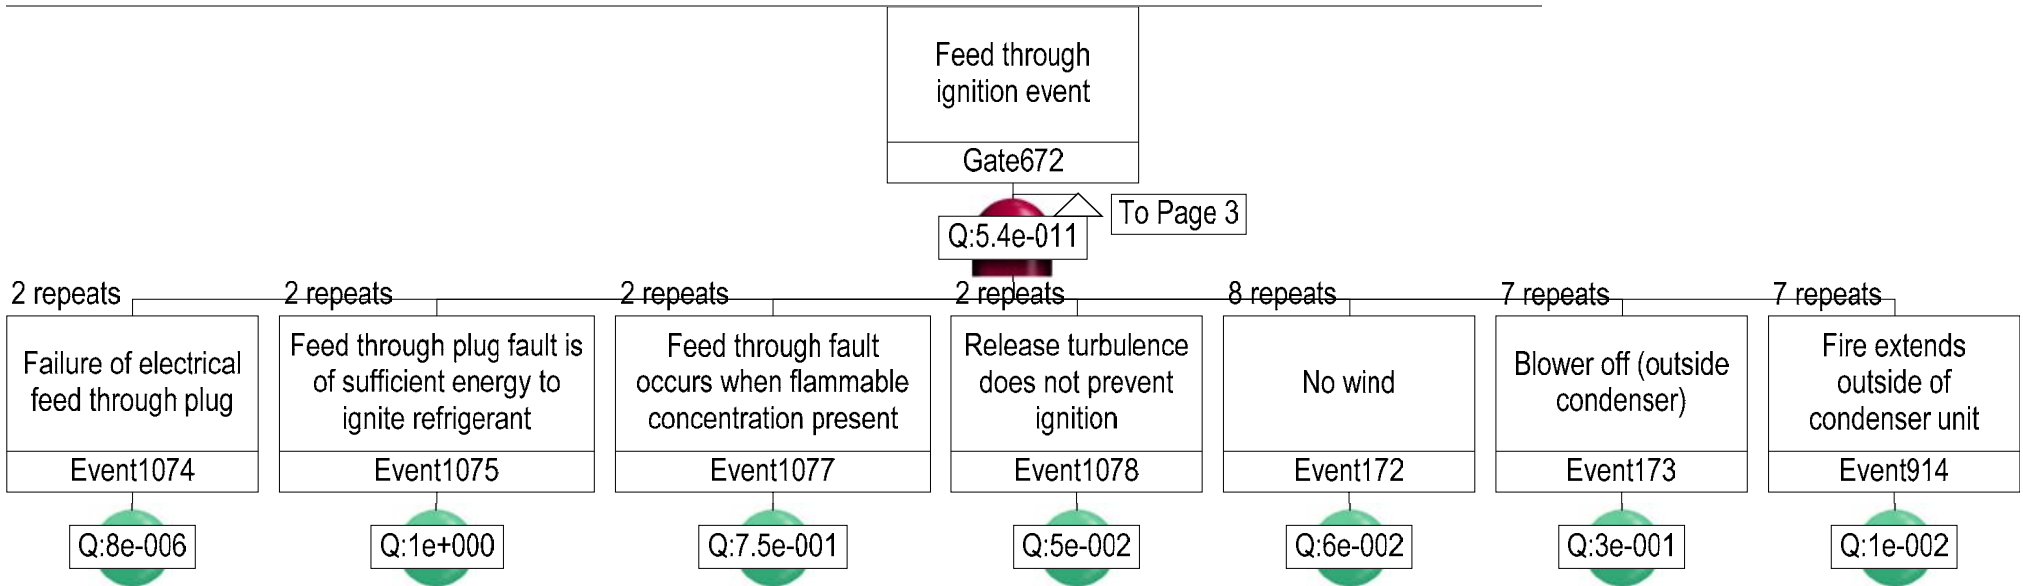 Feed through
ignition event
Gate672
To Page 3
Q:5.4e-011
2 repeats
2 repeats
2 repeats
2 repeats
8 repeats
7 repeats
7 repeats
Failure of electrical
feed through plug
Event1074
Q:8e-006
Feed through plug fault is
of sufficient energy to
ignite refrigerant
Event1075
Q:1e+000
Feed through fault
occurs when flammable
concentration present
Event1077
Q:7.5e-001
Release turbulence
does not prevent
ignition
Event1078
Q:5e-002
No wind
Event172
Q:6e-002
Blower off (outside
condenser)
Event173
Q:3e-001
Fire extends
outside of
condenser unit
Event914
Q:1e-002